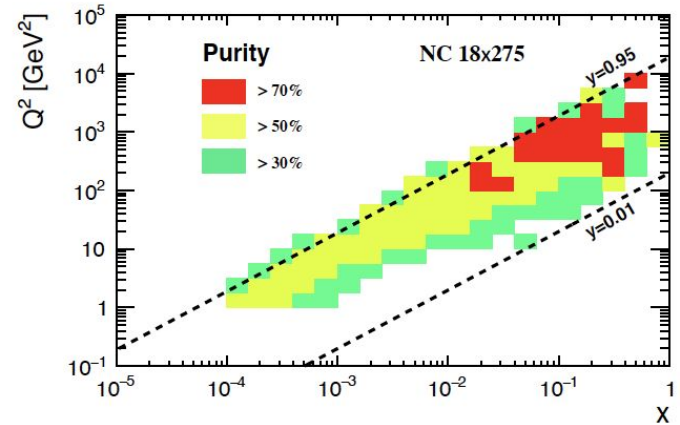 10⁵
10⁴
10³
10²
10
1
10⁻¹
Q² [GeV²]
Purity
NC 18x275
> 70%
> 50%
> 30%
y=0.95
y=0.01
10⁻⁵ 10⁻⁴ 10⁻³ 10⁻² 10⁻¹ 1
X